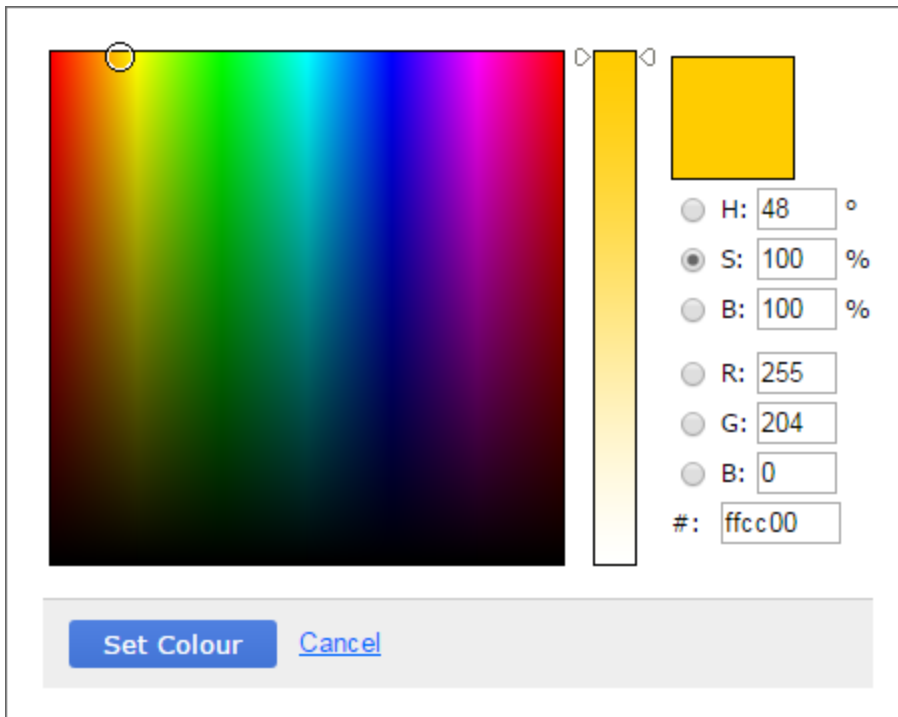 H: 48 º
S: 100 %
B: 100 %
R: 255
G: 204
B: 0
#: ffcc00
Set Colour Cancel